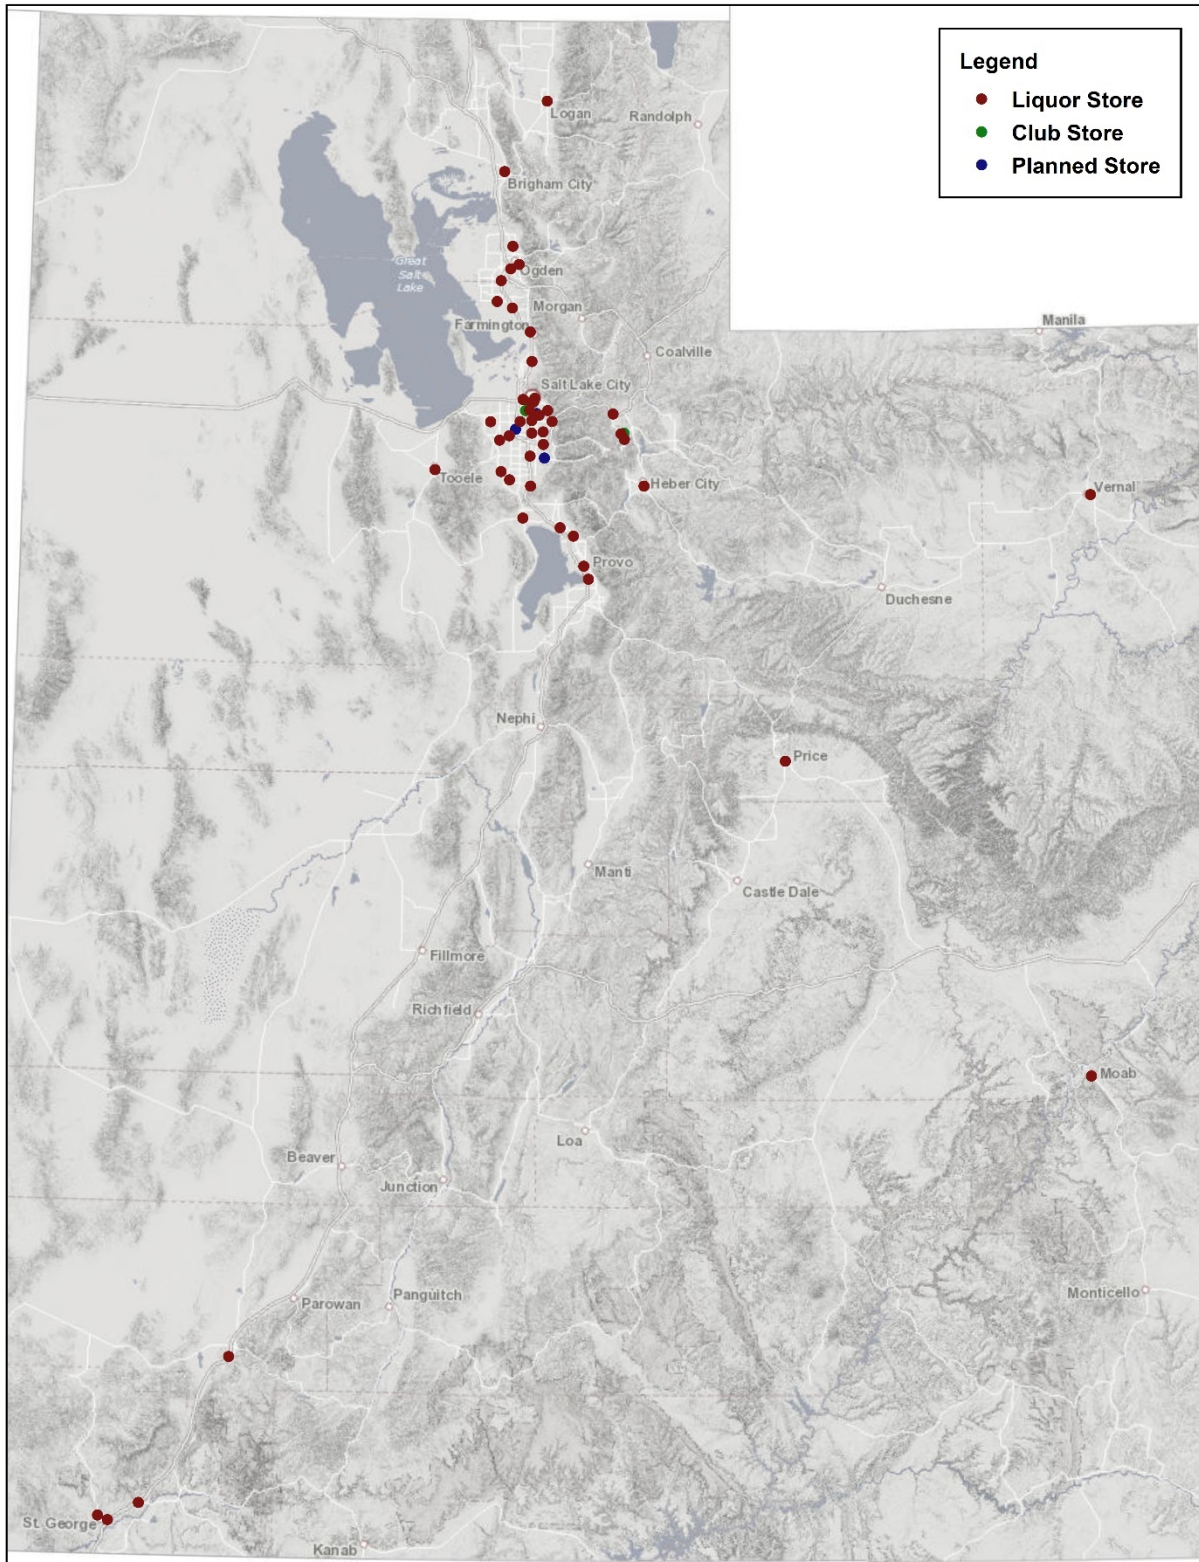 Legend
Liquor Store
Club Store
Planned Store
Logan
Randolph
Brigham City
Great
Salt
Lake
Ogden
Morgan
Farmington
Manila
Coalville
Salt Lake City
Tooele
Heber City
Vernal
Provo
Duchesne
Nephi
Price
Manti
Castle Dale
Fillmore
Richfield
Moab
Loa
Beaver
Junction
Parowan
Panguitch
Monticello
St. George
Kanab